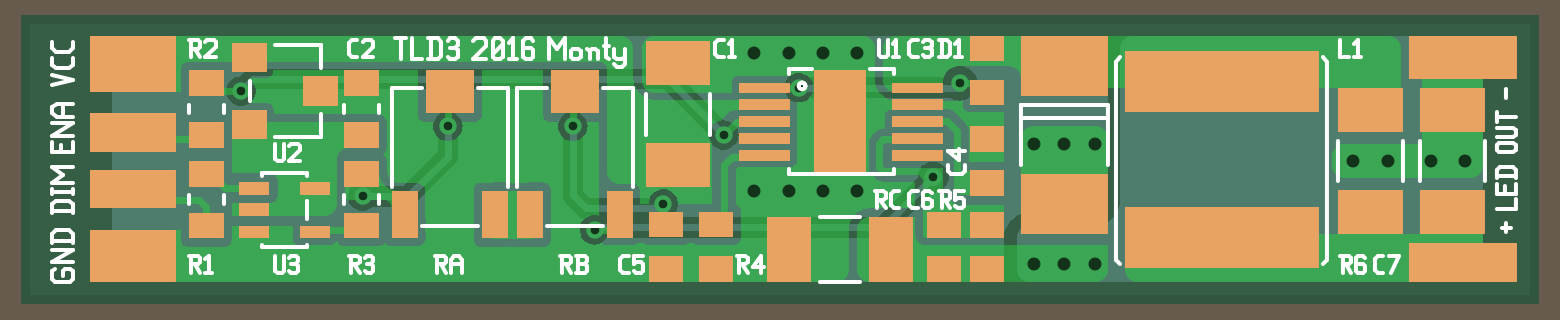 R2 C2 TLD3 2016 Monty C1 U1 C3 D1 L1
GND DIM ENA VCC
U2
C4
RC C6 R5
+ LED OUT -
R1 U3 R3 RA RB C5 R4 R6 C7